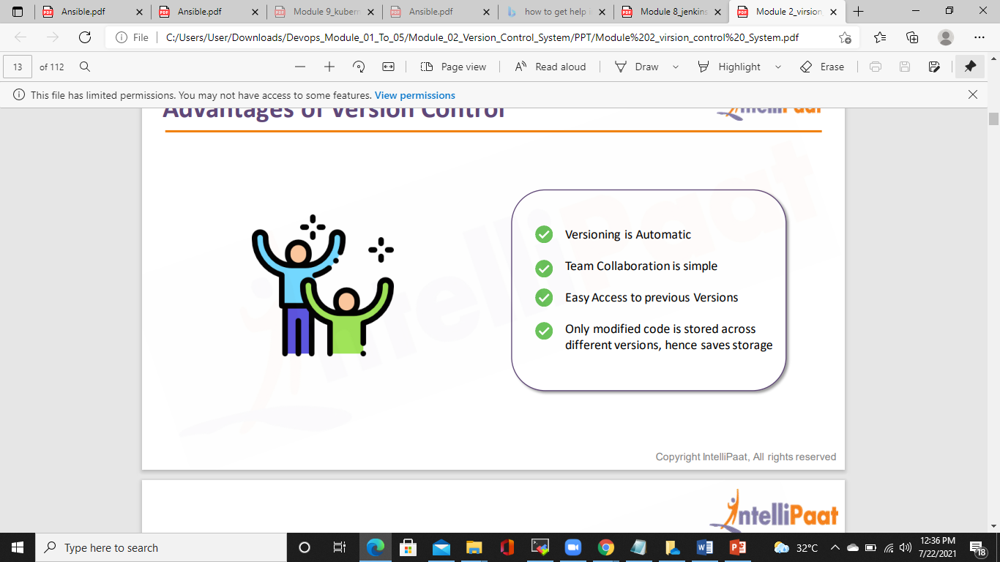 Ansible.pdf
Ansible.pdf
Module 9_kubern
Ansible.pdf
how to get help i
Module 8_jenkins
Module 2_virsion
File
C:/Users/User/Downloads/Devops_Module_01_To_05/Module_02_Version_Control_System/PPT/Module%202_virsion_control%20_System.pdf
13 of 112
Page view
Read aloud
Draw
Highlight
Erase
This file has limited permissions. You may not have access to some features. View permissions
Advantages of Version Control
IntelliPaat
Versioning is Automatic
Team Collaboration is simple
Easy Access to previous Versions
Only modified code is stored across
different versions, hence saves storage
IntelliPaat
Copyright IntelliPaat, All rights reserved
IntelliPaat
Type here to search
32°C
12:36 PM
7/22/2021
18